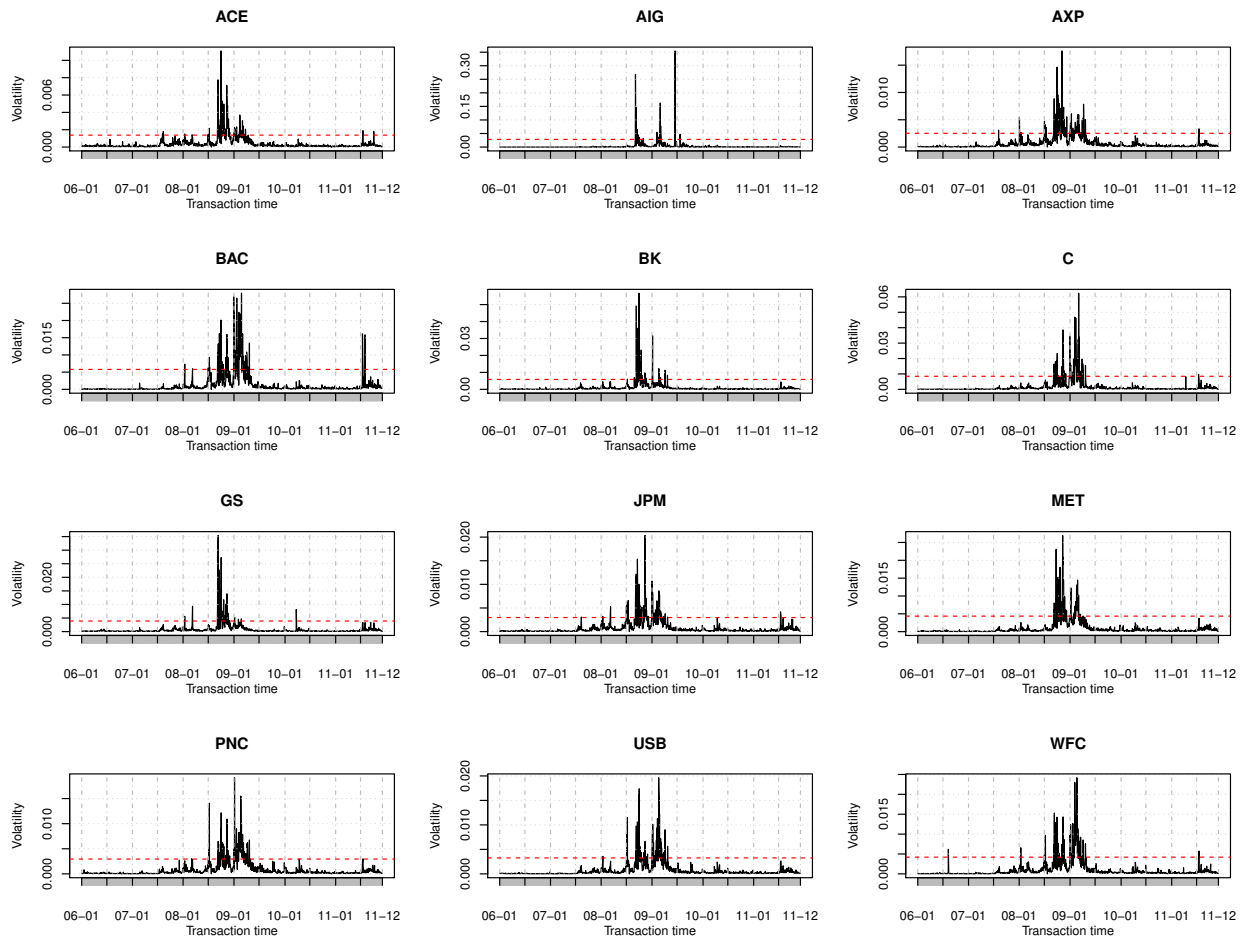 ACE AIG AXP
Volatility 0.000 0.006 Volatility 0.00 0.15 0.30 Volatility 0.000 0.010
06−01 07−01 08−01 09−01 10−01 11−01 11−12 06−01 07−01 08−01 09−01 10−01 11−01 11−12 06−01 07−01 08−01 09−01 10−01 11−01 11−12
Transaction time Transaction time Transaction time
BAC BK C
Volatility 0.000 0.015 Volatility 0.00 0.03 Volatility 0.00 0.03 0.06
06−01 07−01 08−01 09−01 10−01 11−01 11−12 06−01 07−01 08−01 09−01 10−01 11−01 11−12 06−01 07−01 08−01 09−01 10−01 11−01 11−12
Transaction time Transaction time Transaction time
GS JPM MET
Volatility 0.000 0.020 Volatility 0.000 0.010 0.020 Volatility 0.000 0.015
06−01 07−01 08−01 09−01 10−01 11−01 11−12 06−01 07−01 08−01 09−01 10−01 11−01 11−12 06−01 07−01 08−01 09−01 10−01 11−01 11−12
Transaction time Transaction time Transaction time
PNC USB WFC
Volatility 0.000 0.010 Volatility 0.000 0.010 0.020 Volatility 0.000 0.015
06−01 07−01 08−01 09−01 10−01 11−01 11−12 06−01 07−01 08−01 09−01 10−01 11−01 11−12 06−01 07−01 08−01 09−01 10−01 11−01 11−12
Transaction time Transaction time Transaction time